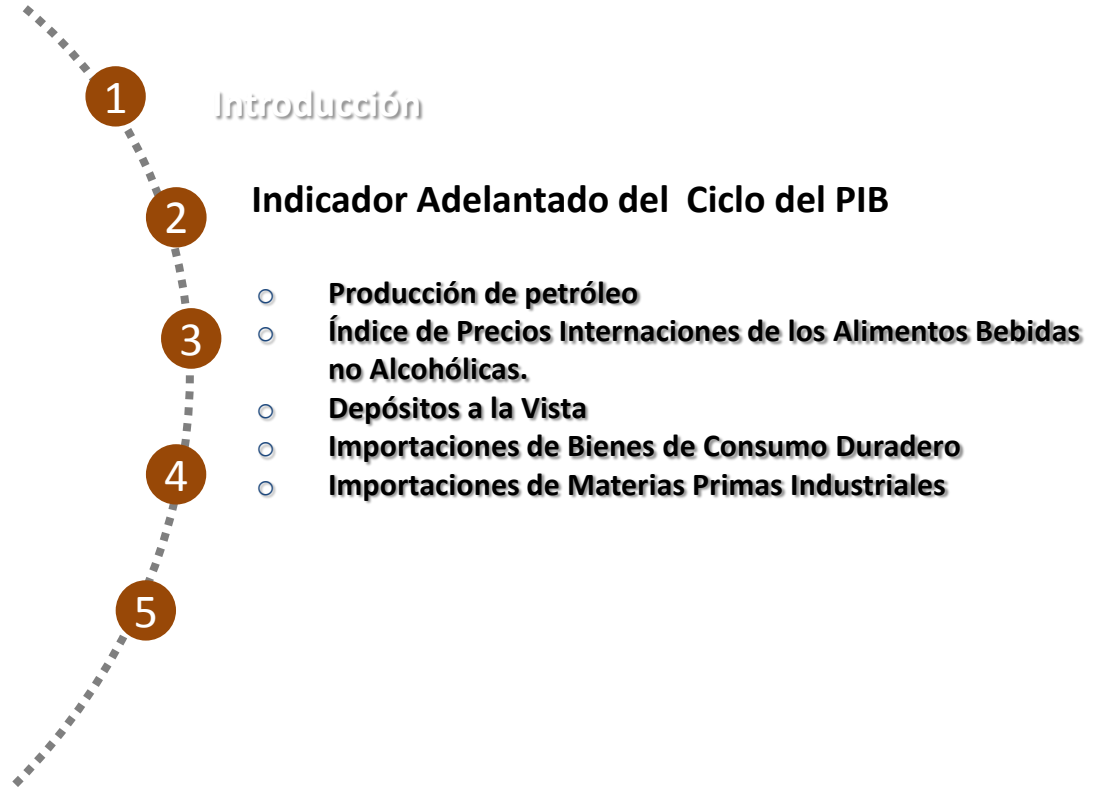 1
Introducción
2
Indicador Adelantado del  Ciclo del PIB
Producción de petróleo
3
Índice de Precios Internaciones de los Alimentos Bebidas
no Alcohólicas.
Depósitos a la Vista
Importaciones de Bienes de Consumo Duradero
4
Importaciones de Materias Primas Industriales
5